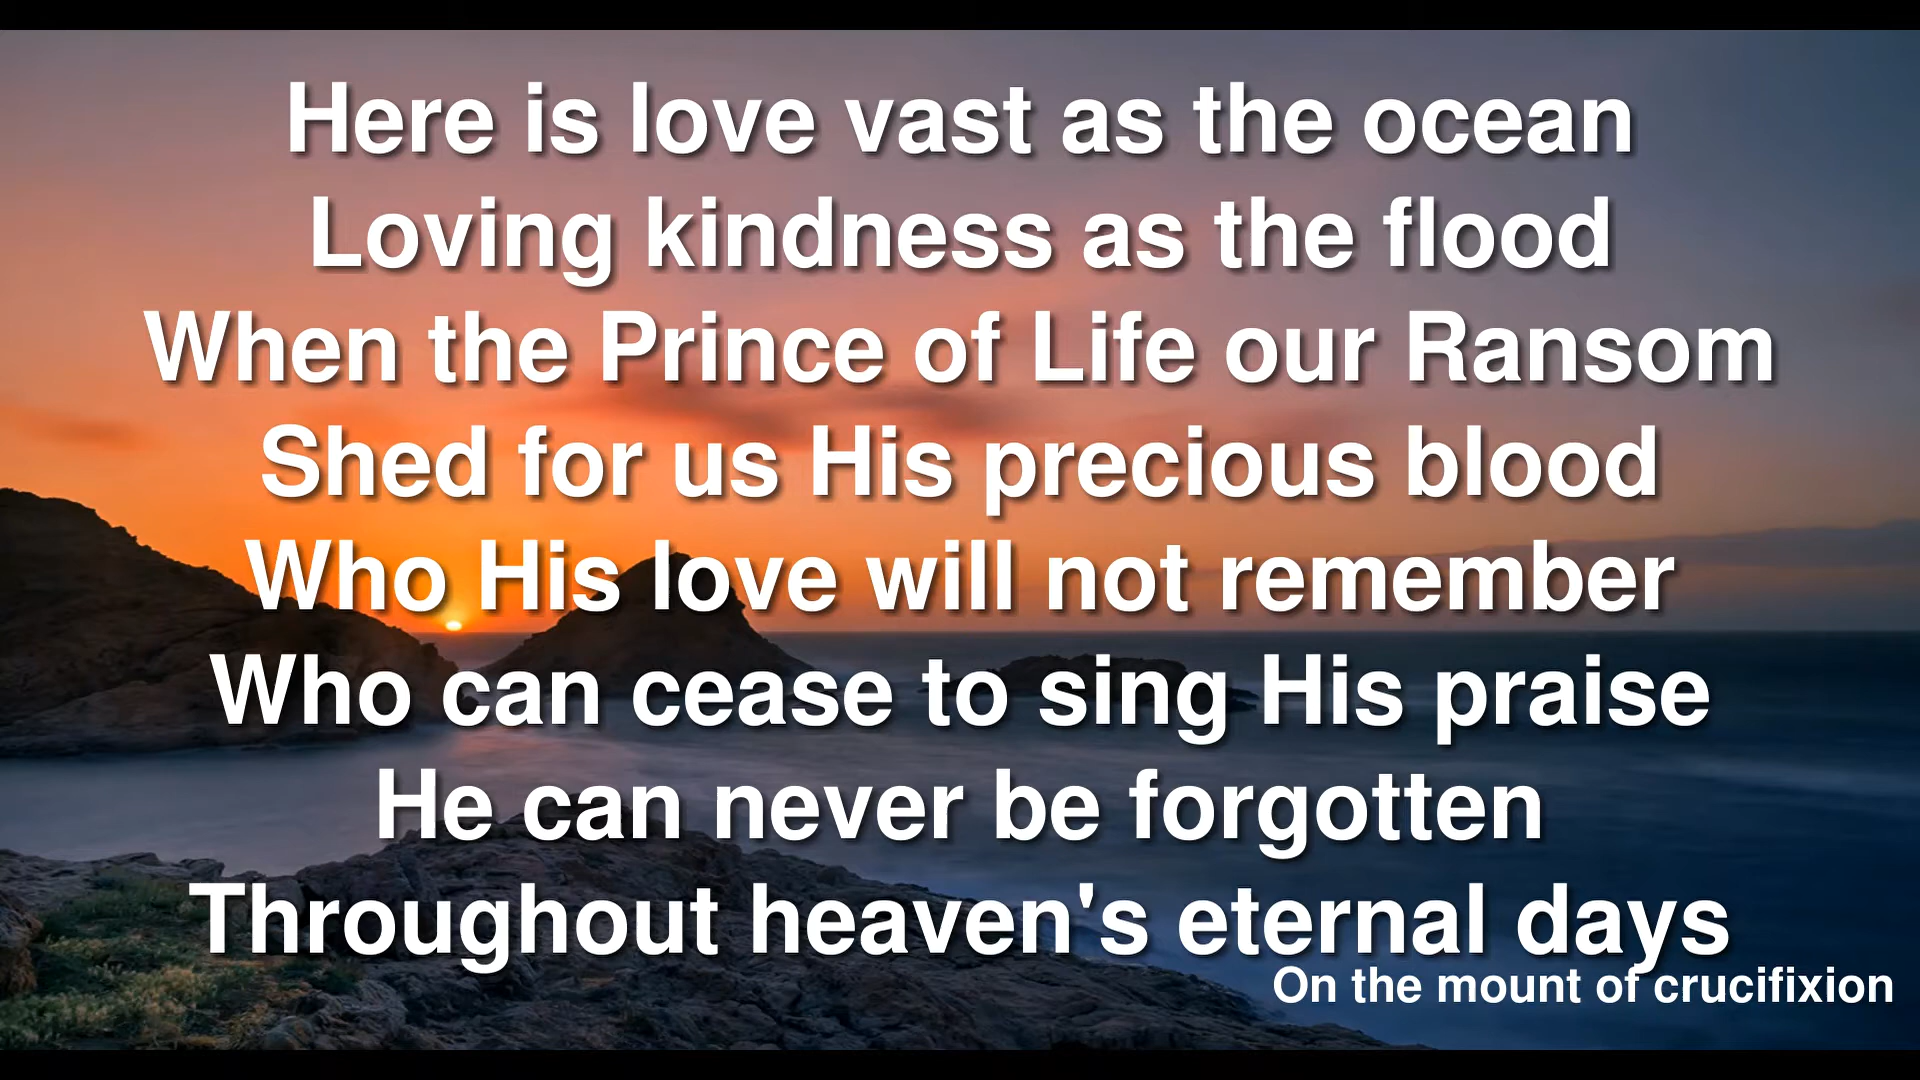 Here is love vast as the ocean
Loving kindness as the flood
When the Prince of Life our Ransom
Shed for us His precious blood
Who His love will not remember
Who can cease to sing His praise
He can never be forgotten
Throughout heaven's eternal days
On the mount of crucifixion